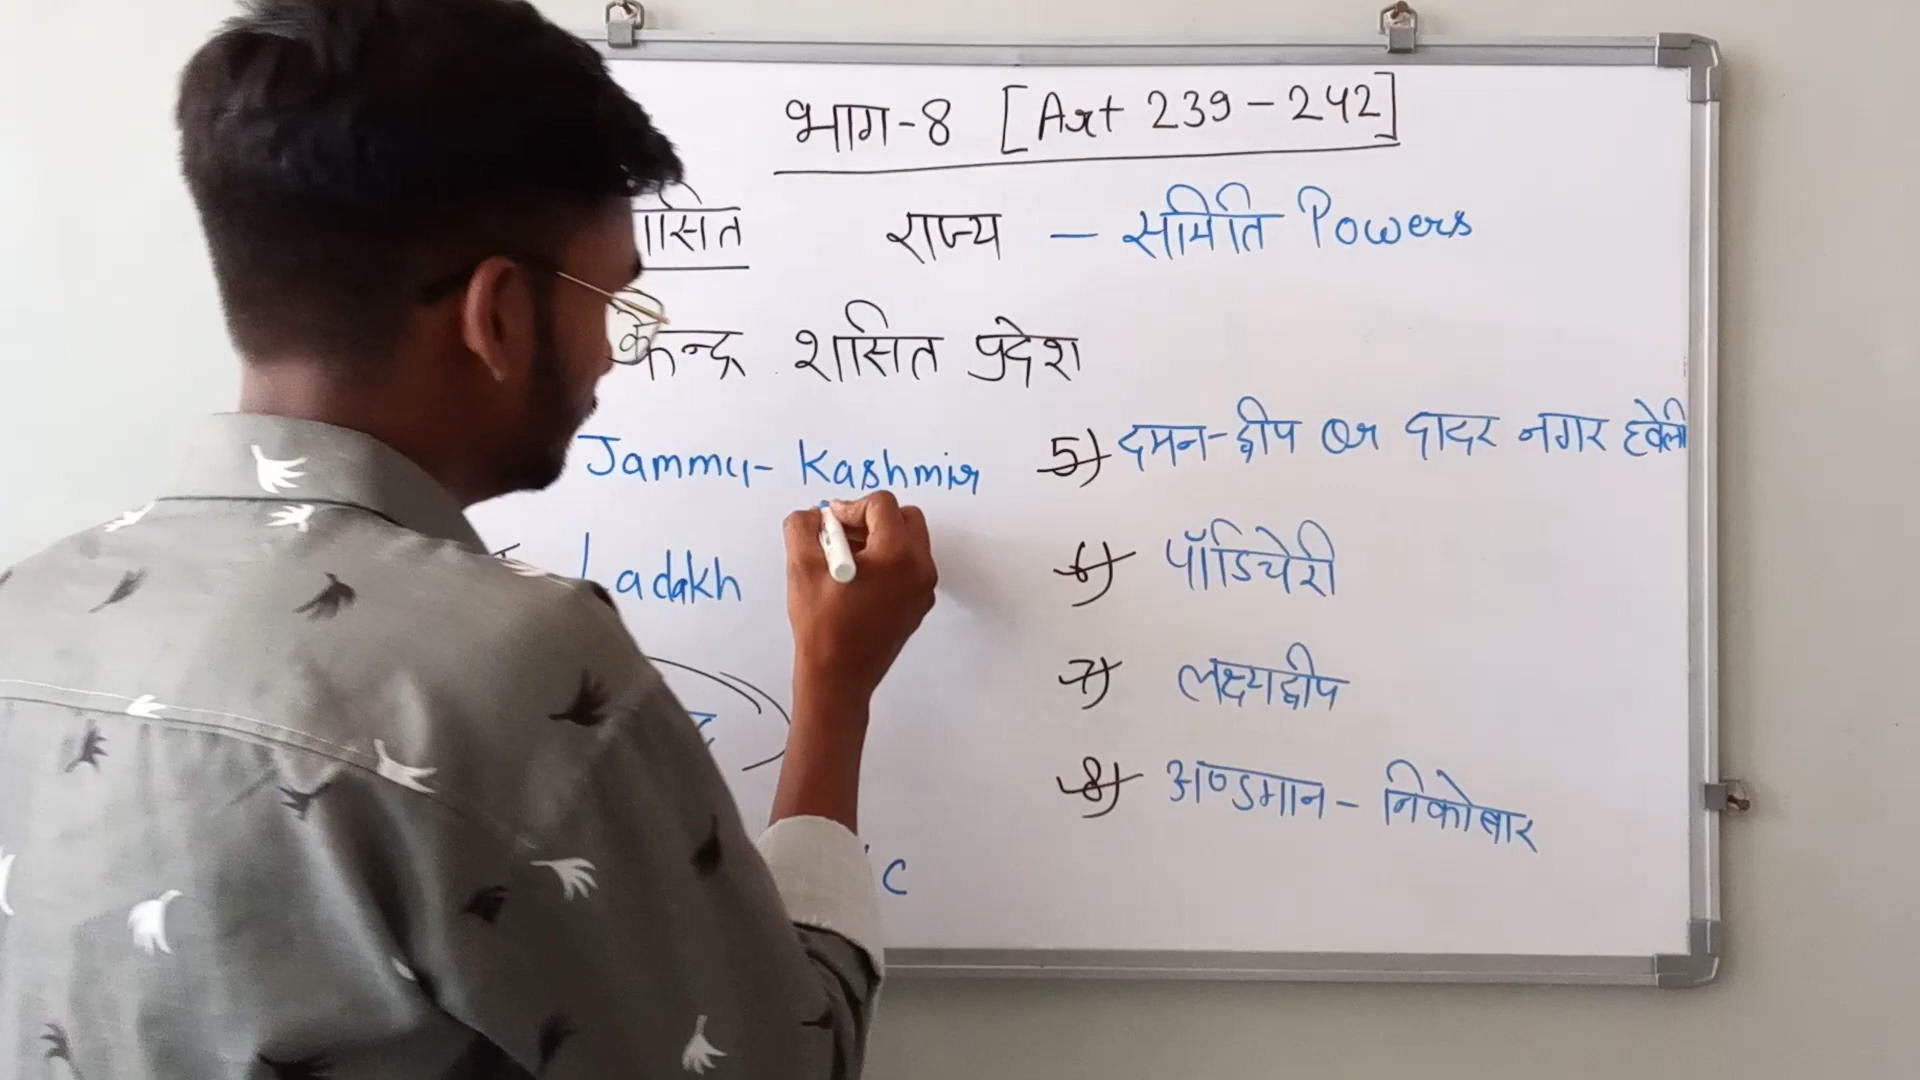 भाग-8 [Art 239-242]
शासित राज्य - समिति Powers
केन्द्र शासित प्रदेश
Jammu-Kashmir
5) दमन-द्वीप Or दादर नगर हवेली
Ladakh
6) पॉडिचेरी
7) लक्ष्यद्वीप
8) अण्डमान-निकोबार